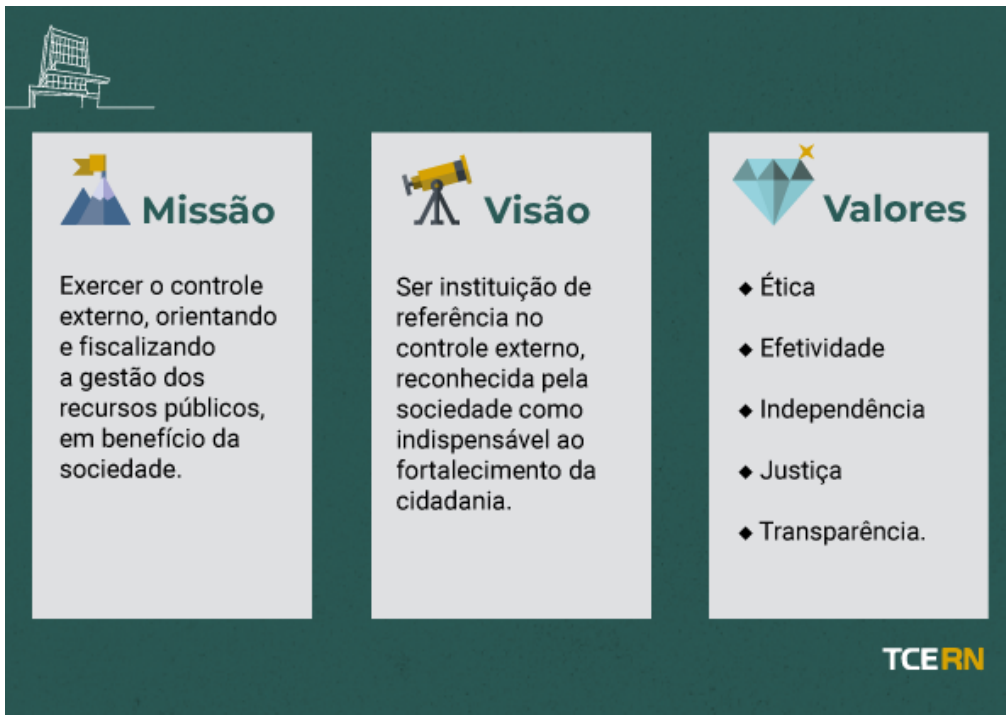 Missão
Exercer o controle
externo, orientando
e fiscalizando
a gestão dos
recursos públicos,
em benefício da
sociedade.
Visão
Ser instituição de
referência no
controle externo,
reconhecida pela
sociedade como
indispensável ao
fortalecimento da
cidadania.
Valores
◆ Ética
◆ Efetividade
◆ Independência
◆ Justiça
◆ Transparência.
TCERN